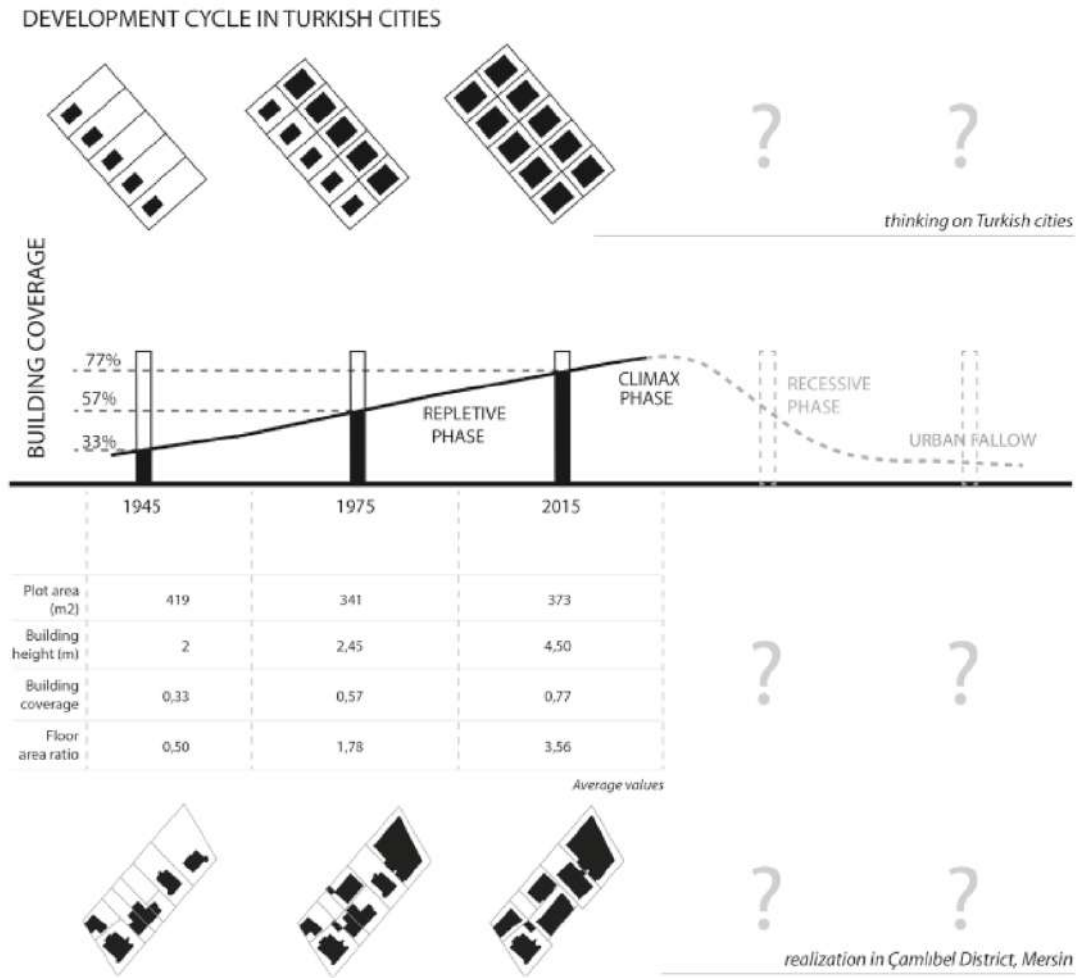 DEVELOPMENT CYCLE IN TURKISH CITIES
? ?
thinking on Turkish cities
BUILDING COVERAGE
77%
57%
33%
REPLETIVE
PHASE
CLIMAX
PHASE
RECESSIVE
PHASE
URBAN FALLOW
1945 1975 2015
Plot area
(m2)
419 341 373
Building
height (m)
2 2,45 4,50
Building
coverage
0,33 0,57 0,77
Floor
area ratio
0,50 1,78 3,56
? ?
Average values
? ?
realization in Çamlıbel District, Mersin